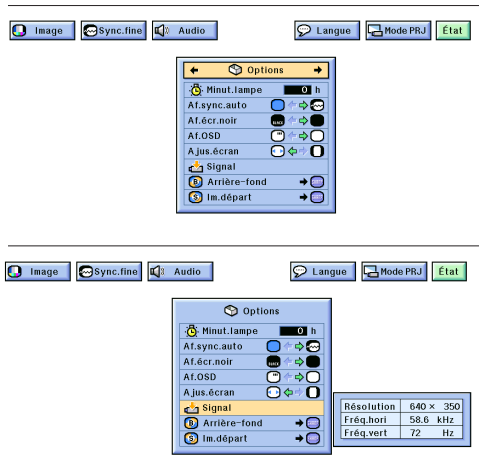 Image Sync.fine Audio Langue Mode PRJ État
Options
Minut.lampe 0 h
Af.sync.auto
Af.écr.noir
Af.OSD
Ajus.écran
Signal
Arrière-fond
Im.départ
Image Sync.fine Audio Langue Mode PRJ État
Options
Minut.lampe 0 h
Af.sync.auto
Af.écr.noir
Af.OSD
Ajus.écran
Signal
Arrière-fond
Im.départ
Résolution 640 × 350
Fréq.hori 58.6 kHz
Fréq.vert 72 Hz